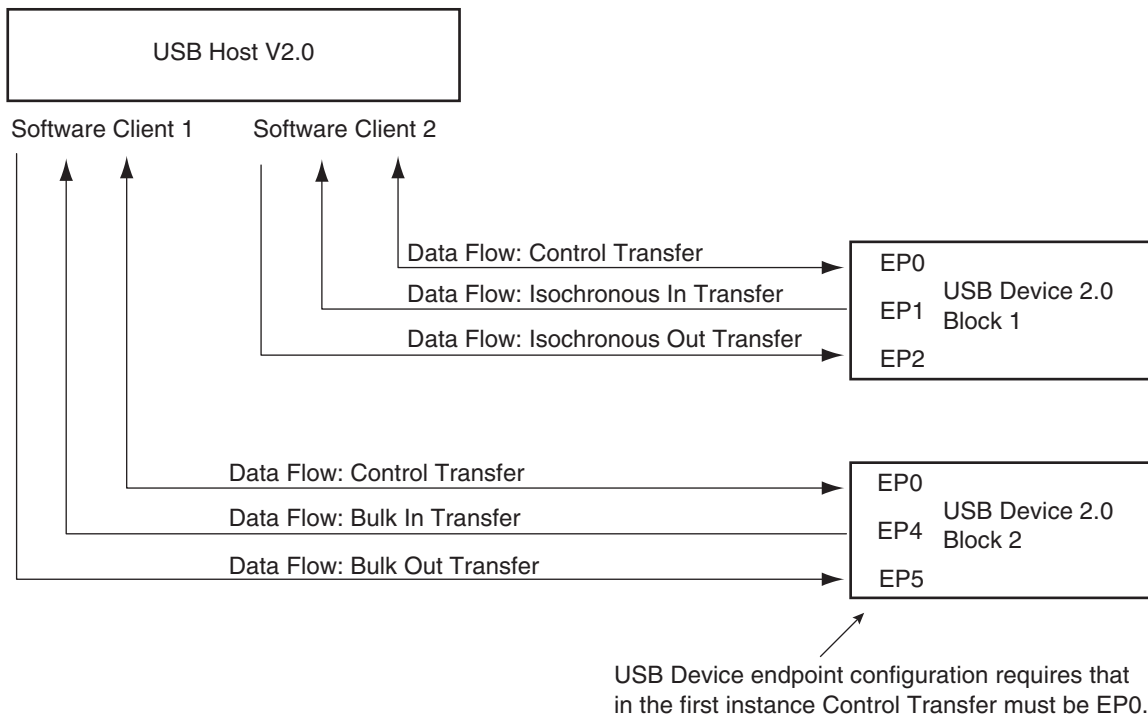 USB Host V2.0
Software Client 1
Software Client 2
Data Flow: Control Transfer
Data Flow: Isochronous In Transfer
Data Flow: Isochronous Out Transfer
EP0
EP1
EP2
USB Device 2.0
Block 1
Data Flow: Control Transfer
Data Flow: Bulk In Transfer
Data Flow: Bulk Out Transfer
EP0
EP4
EP5
USB Device 2.0
Block 2
USB Device endpoint configuration requires that
in the first instance Control Transfer must be EP0.